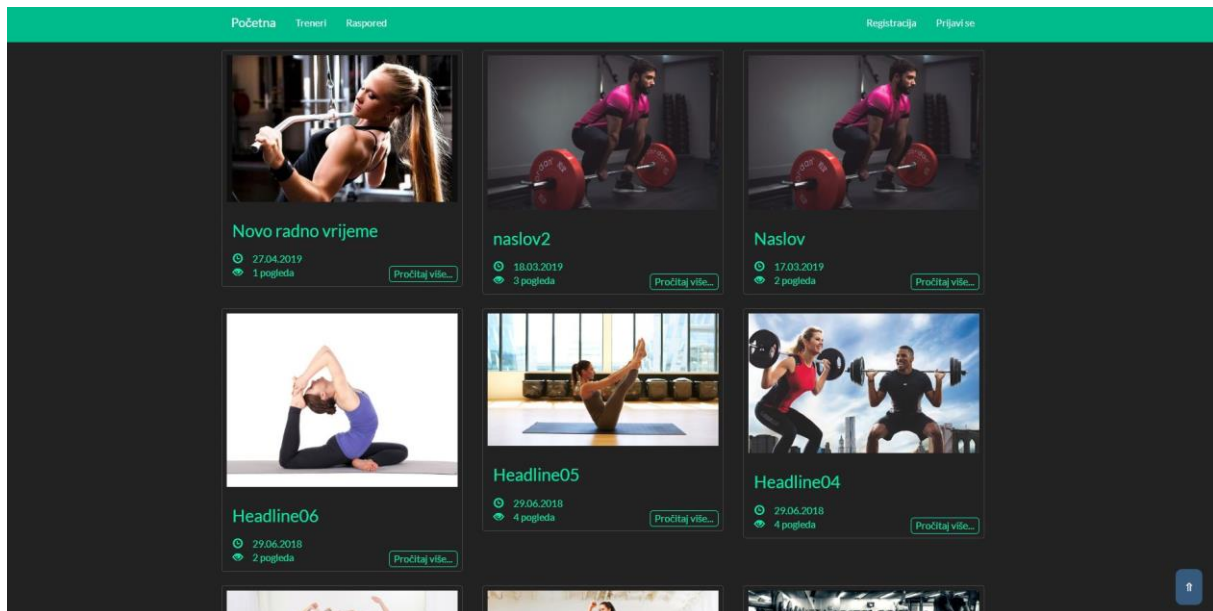 Početna Treneri Raspored Registracija Prijavi se
Novo radno vrijeme
27.04.2019
1 pogleda
Pročitaj više...
naslov2
18.03.2019
3 pogleda
Pročitaj više...
Naslov
17.03.2019
2 pogleda
Pročitaj više...
Headline06
29.06.2018
2 pogleda
Pročitaj više...
Headline05
29.06.2018
4 pogleda
Pročitaj više...
Headline04
29.06.2018
4 pogleda
Pročitaj više...